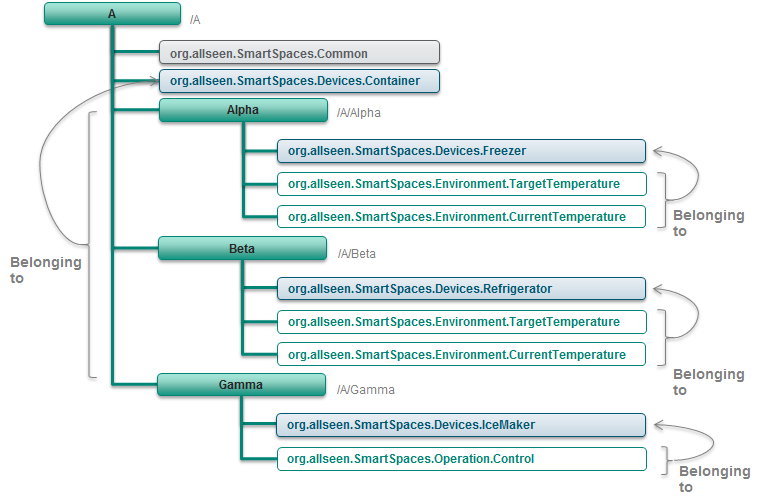 A
/A
org.allseen.SmartSpaces.Common
org.allseen.SmartSpaces.Devices.Container
Alpha
/A/Alpha
org.allseen.SmartSpaces.Devices.Freezer
org.allseen.SmartSpaces.Environment.TargetTemperature
org.allseen.SmartSpaces.Environment.CurrentTemperature
Belonging
to
Beta
/A/Beta
Belonging
to
org.allseen.SmartSpaces.Devices.Refrigerator
org.allseen.SmartSpaces.Environment.TargetTemperature
org.allseen.SmartSpaces.Environment.CurrentTemperature
Belonging
to
Gamma
/A/Gamma
org.allseen.SmartSpaces.Devices.IceMaker
org.allseen.SmartSpaces.Operation.Control
Belonging
to